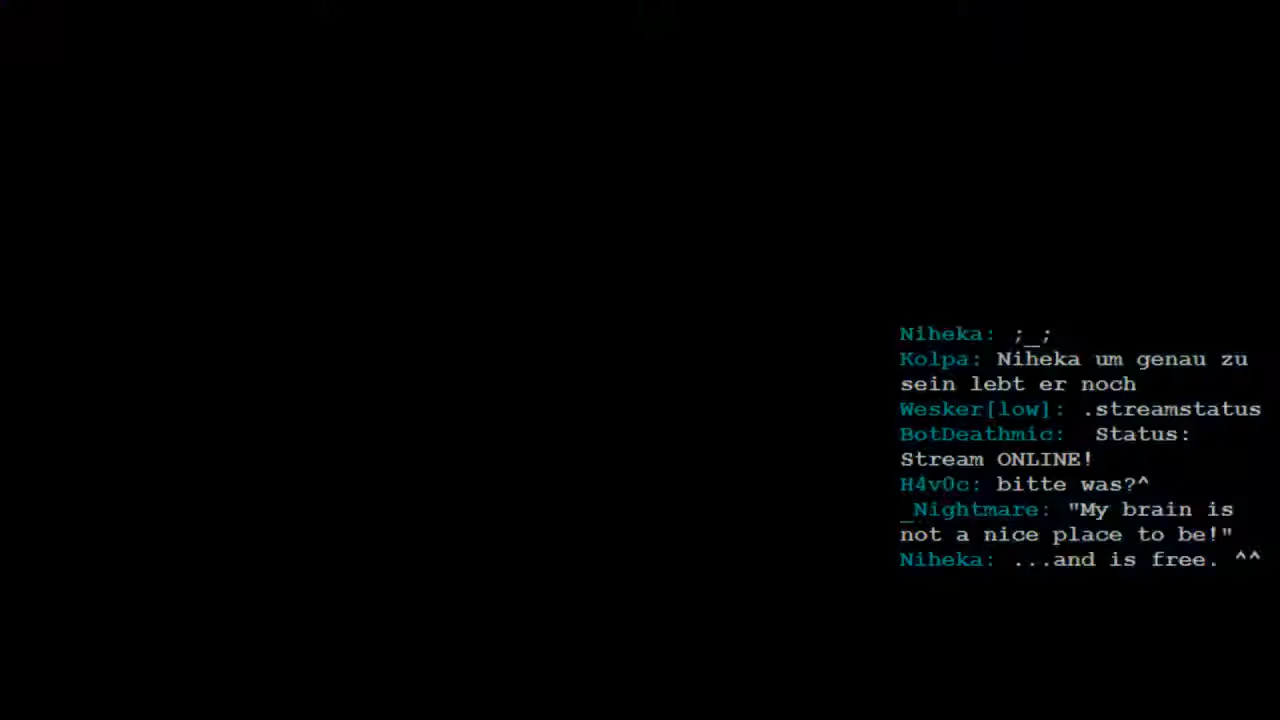 Niheka: ;_;
Kolpa: Niheka um genau zu
sein lebt er noch
Wesker[low]: .streamstatus
BotDeathmic:  Status:
Stream ONLINE!
H4v0c: bitte was?^
_Nightmare: "My brain is
not a nice place to be!"
Niheka: ...and is free. ^^